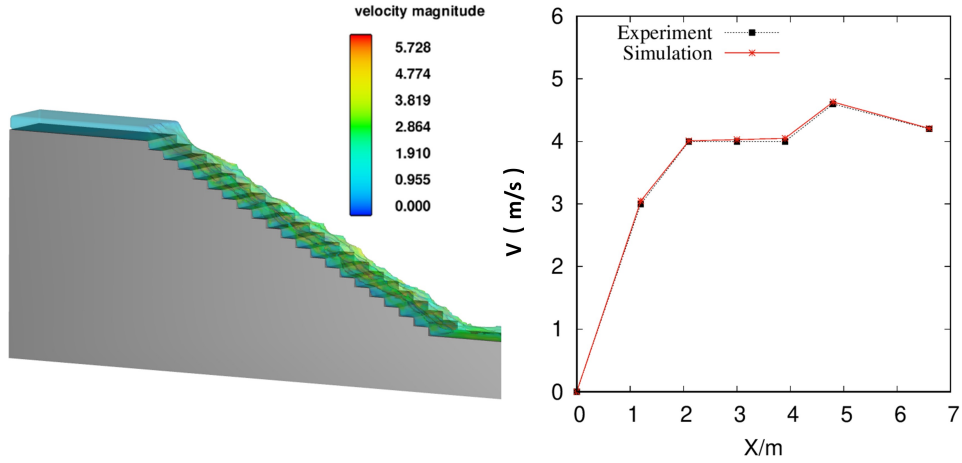 velocity magnitude
5.728
4.774
3.819
2.864
1.910
0.955
0.000
Experiment
Simulation
6
5
4
3
2
1
0
V ( m/s )
0 1 2 3 4 5 6 7
X/m